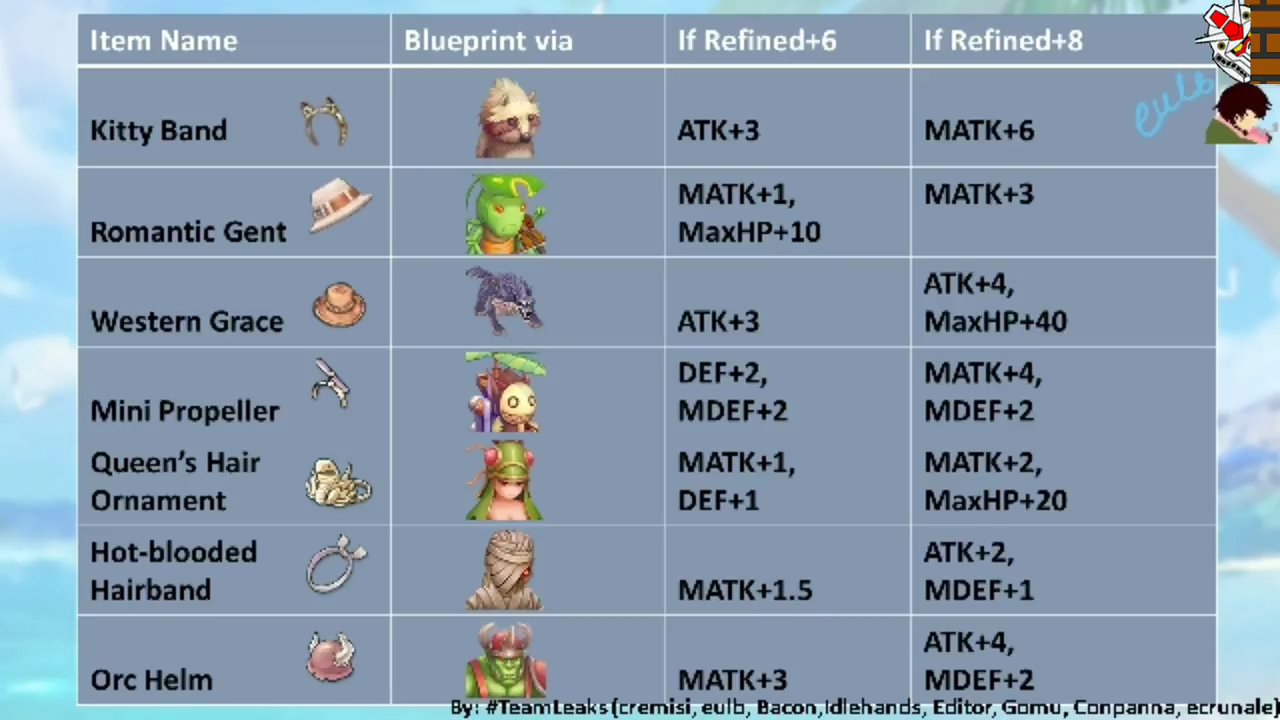 Item Name Blueprint via If Refined+6 If Refined+8
Kitty Band ATK+3 MATK+6
eulb
Romantic Gent MATK+1, MaxHP+10 MATK+3
Western Grace ATK+3 ATK+4, MaxHP+40
Mini Propeller DEF+2, MDEF+2 MATK+4, MDEF+2
Queen's Hair Ornament MATK+1, DEF+1 MATK+2, MaxHP+20
Hot-blooded Hairband MATK+1.5 ATK+2, MDEF+1
Orc Helm MATK+3 ATK+4, MDEF+2
By: #TeamLeaks(cremisi, eulb, Bacon,Idlehands, Editor, Gomu, Conpanna, ecrunale)